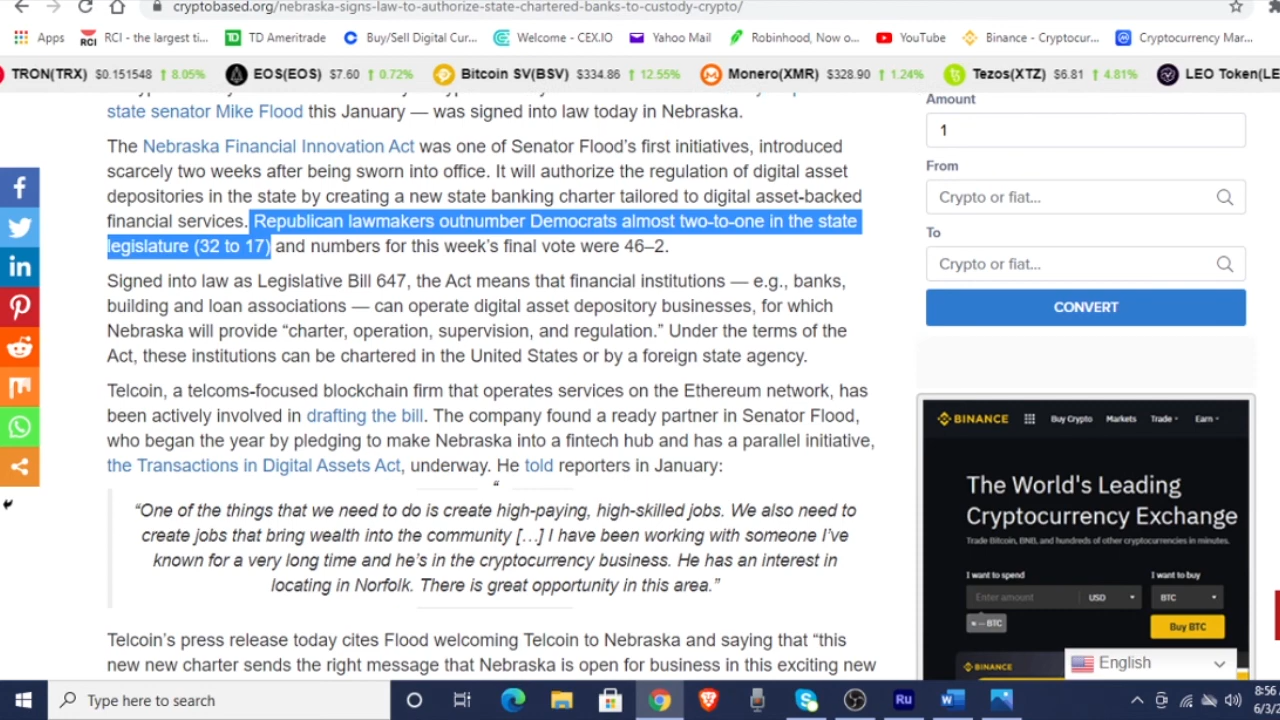 cryptobased.org/nebraska-signs-law-to-authorize-state-chartered-banks-to-custody-crypto/
Apps RCI RCI - the largest ti... TD Ameritrade Buy/Sell Digital Cur... Welcome - CEX.IO Yahoo Mail Robinhood, Now o... YouTube Binance - Cryptocur... Cryptocurrency Mar...
TRON(TRX) $0.151548 ↑ 8.05% EOS(EOS) $7.60 ↑ 0.72% Bitcoin SV(BSV) $334.86 ↑ 12.55% Monero(XMR) $328.90 ↑ 1.24% Tezos(XTZ) $6.81 ↑ 4.81% LEO Token(LE
state senator Mike Flood this January — was signed into law today in Nebraska.
The Nebraska Financial Innovation Act was one of Senator Flood's first initiatives, introduced
scarcely two weeks after being sworn into office. It will authorize the regulation of digital asset
depositories in the state by creating a new state banking charter tailored to digital asset-backed
financial services. Republican lawmakers outnumber Democrats almost two-to-one in the state
legislature (32 to 17) and numbers for this week's final vote were 46–2.
Signed into law as Legislative Bill 647, the Act means that financial institutions — e.g., banks,
building and loan associations — can operate digital asset depository businesses, for which
Nebraska will provide “charter, operation, supervision, and regulation.” Under the terms of the
Act, these institutions can be chartered in the United States or by a foreign state agency.
Telcoin, a telcoms-focused blockchain firm that operates services on the Ethereum network, has
been actively involved in drafting the bill. The company found a ready partner in Senator Flood,
who began the year by pledging to make Nebraska into a fintech hub and has a parallel initiative,
the Transactions in Digital Assets Act, underway. He told reporters in January:
“
“One of the things that we need to do is create high-paying, high-skilled jobs. We also need to
create jobs that bring wealth into the community [...] I have been working with someone I've
known for a very long time and he's in the cryptocurrency business. He has an interest in
locating in Norfolk. There is great opportunity in this area.”
Telcoin's press release today cites Flood welcoming Telcoin to Nebraska and saying that “this
new new charter sends the right message that Nebraska is open for business in this exciting new
Amount
1
From
Crypto or fiat...
To
Crypto or fiat...
CONVERT
BINANCE Buy Crypto Markets Trade Earn
The World's Leading
Cryptocurrency Exchange
Trade Bitcoin, BNB, and hundreds of other cryptocurrencies in minutes.
I want to spend I want to buy
Enter amount USD BTC
BTC
Buy BTC
BINANCE
English
Type here to search
Ru
8:56
6/3/2